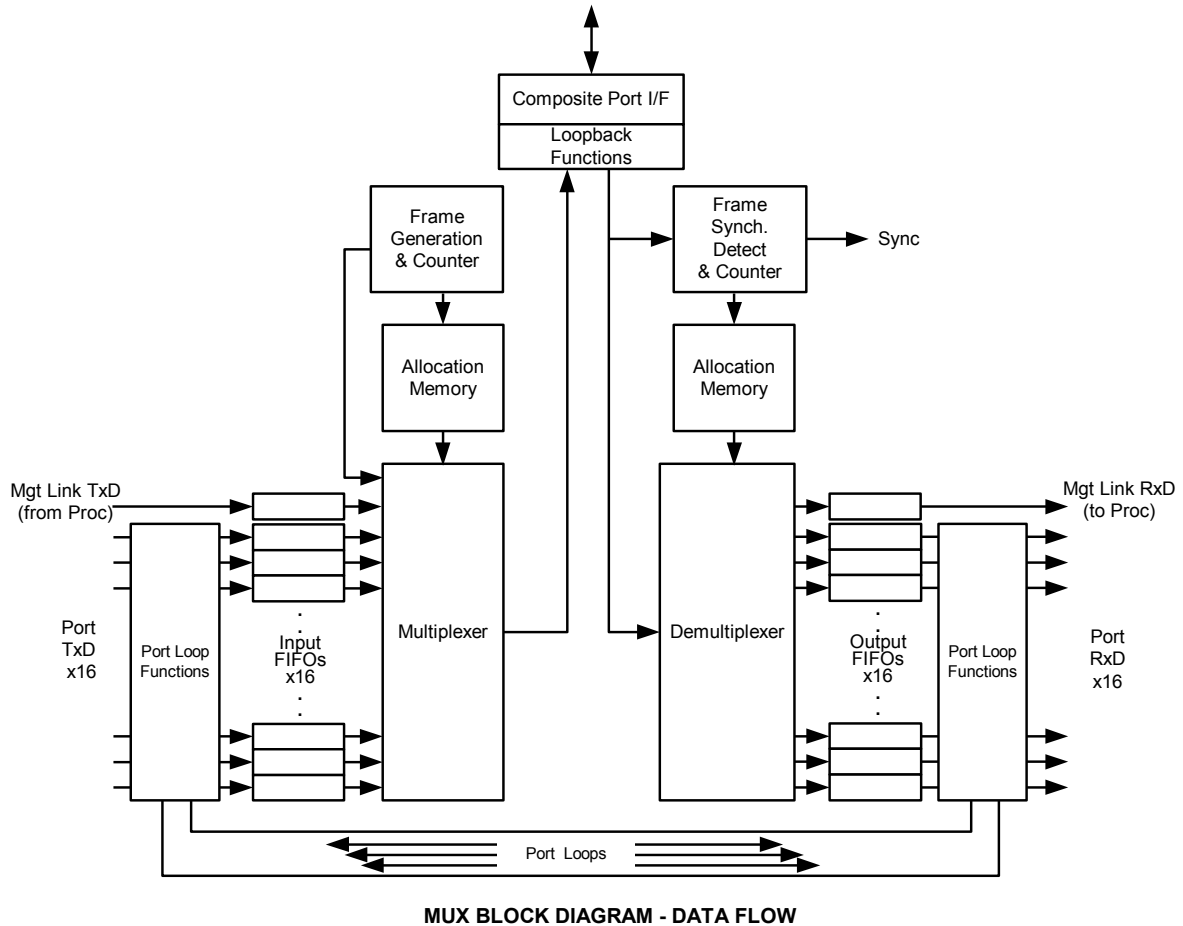 Composite Port I/F
Loopback
Functions
Frame
Generation
& Counter
Frame
Synch.
Detect
& Counter
Sync
Allocation
Memory
Allocation
Memory
Mgt Link TxD
(from Proc)
Mgt Link RxD
(to Proc)
Port
TxD
x16
Port Loop
Functions
Input
FIFOs
x16
Multiplexer
Demultiplexer
Output
FIFOs
x16
Port Loop
Functions
Port
RxD
x16
Port Loops
MUX BLOCK DIAGRAM - DATA FLOW